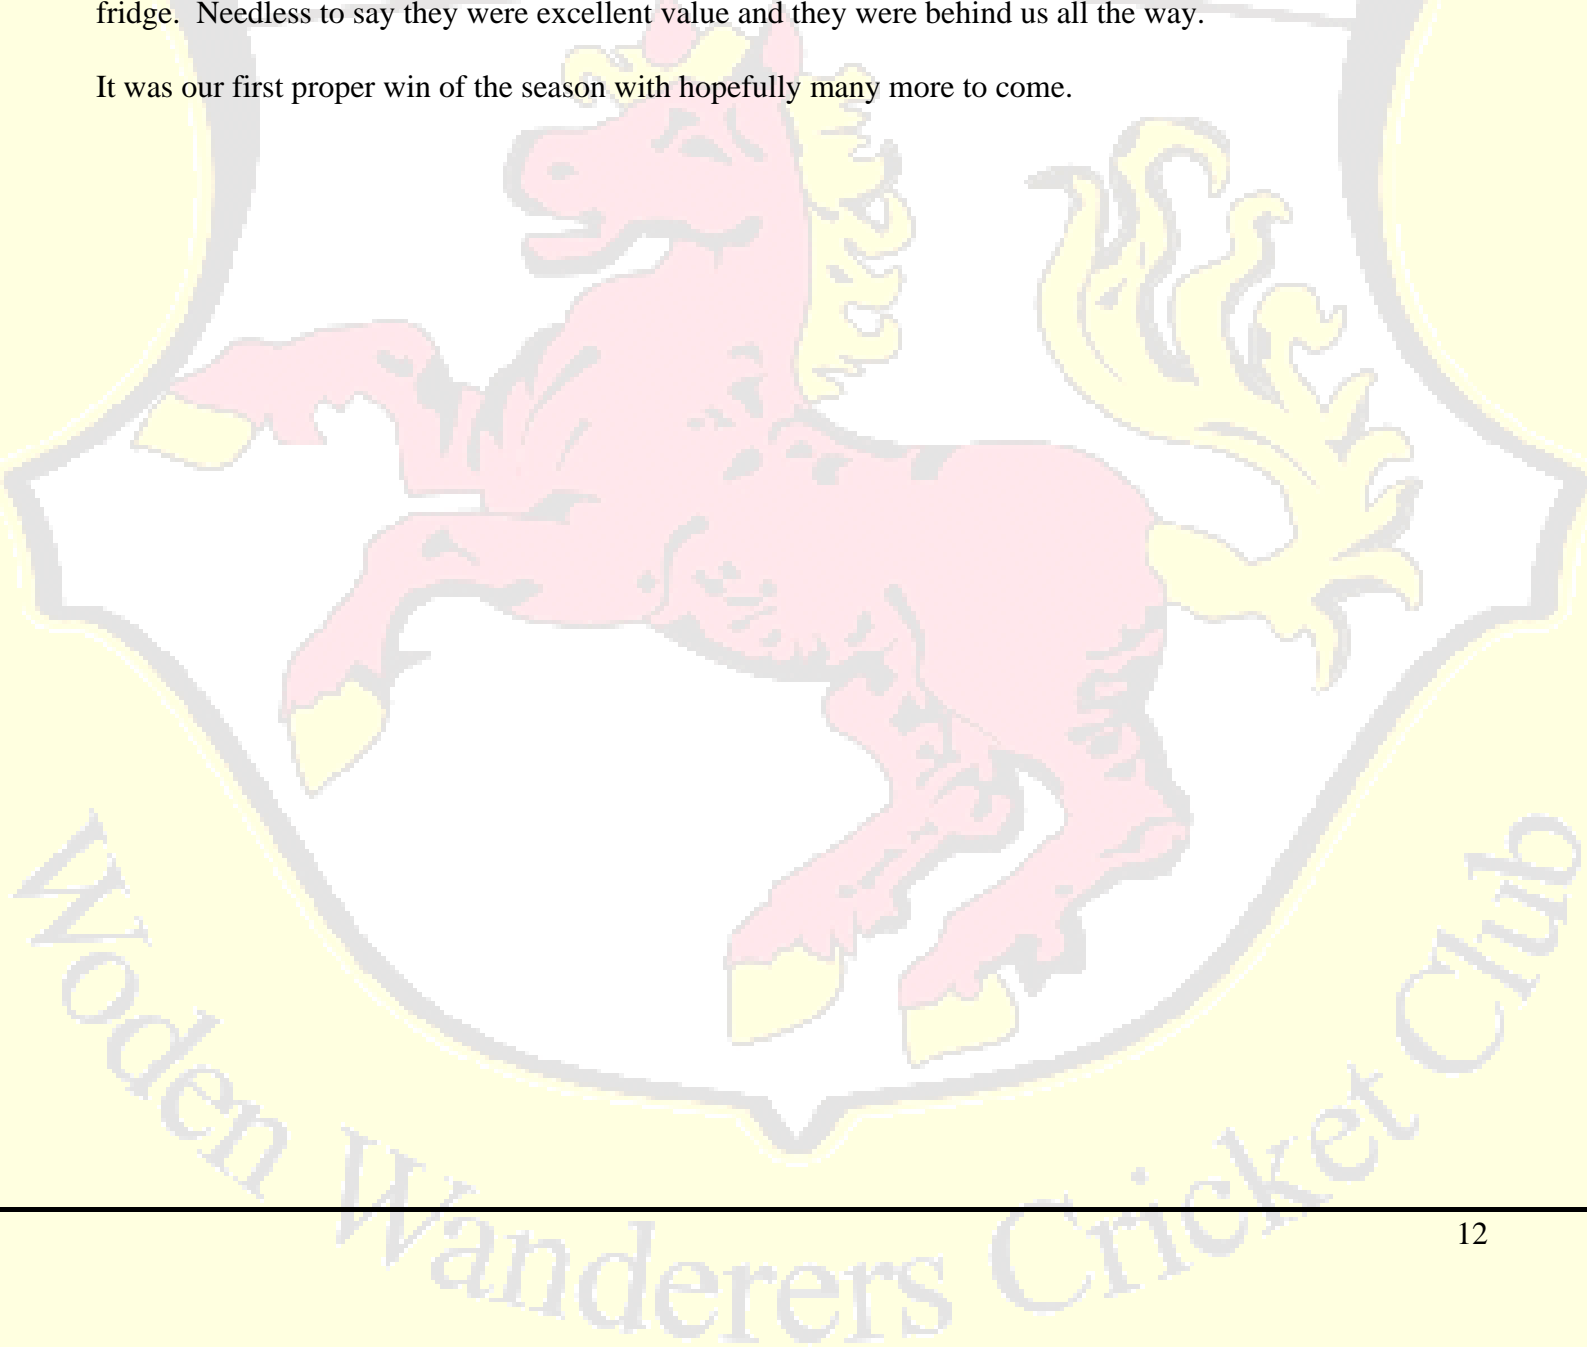 fridge.  Needless to say they were excellent value and they were behind us all the way.
It was our first proper win of the season with hopefully many more to come.
Woden Wanderers Cricket Club
12